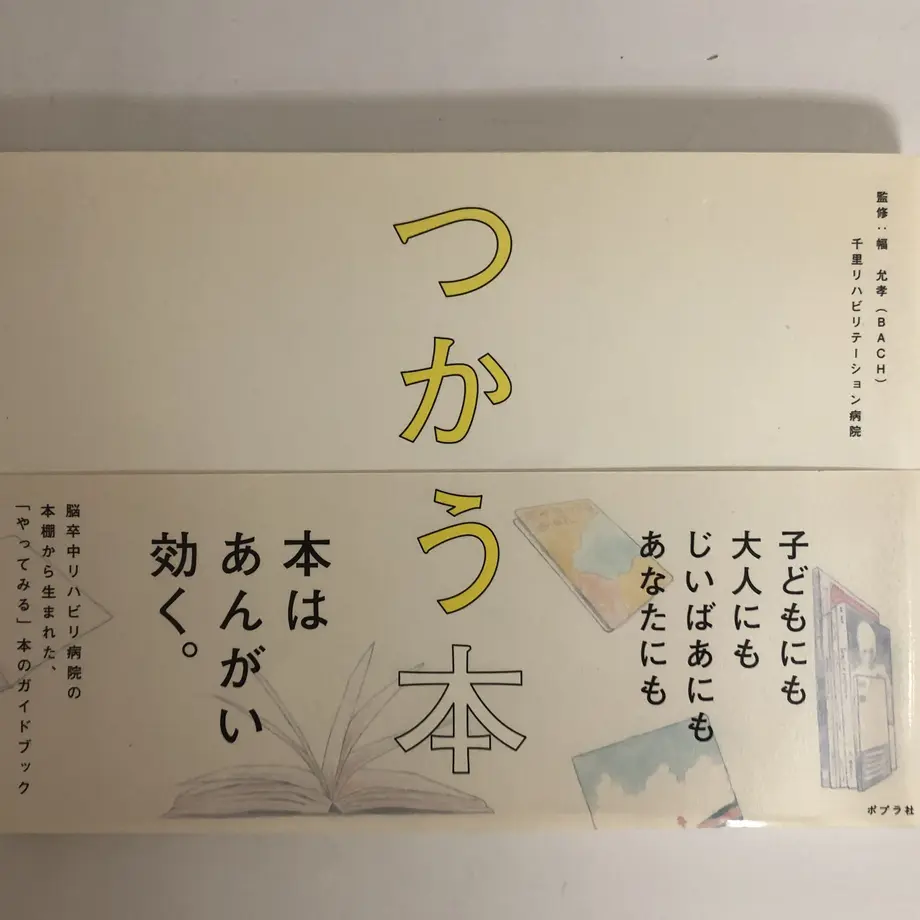 監修：幅 允孝（BACH）
千里リハビリテーション病院
つかう本
子どもにも
大人にも
じいばあにも
あなたにも
本は
あんがい
効く。
脳卒中リハビリ病院の
本棚から生まれた、
「やってみる」本のガイドブック
ポプラ社